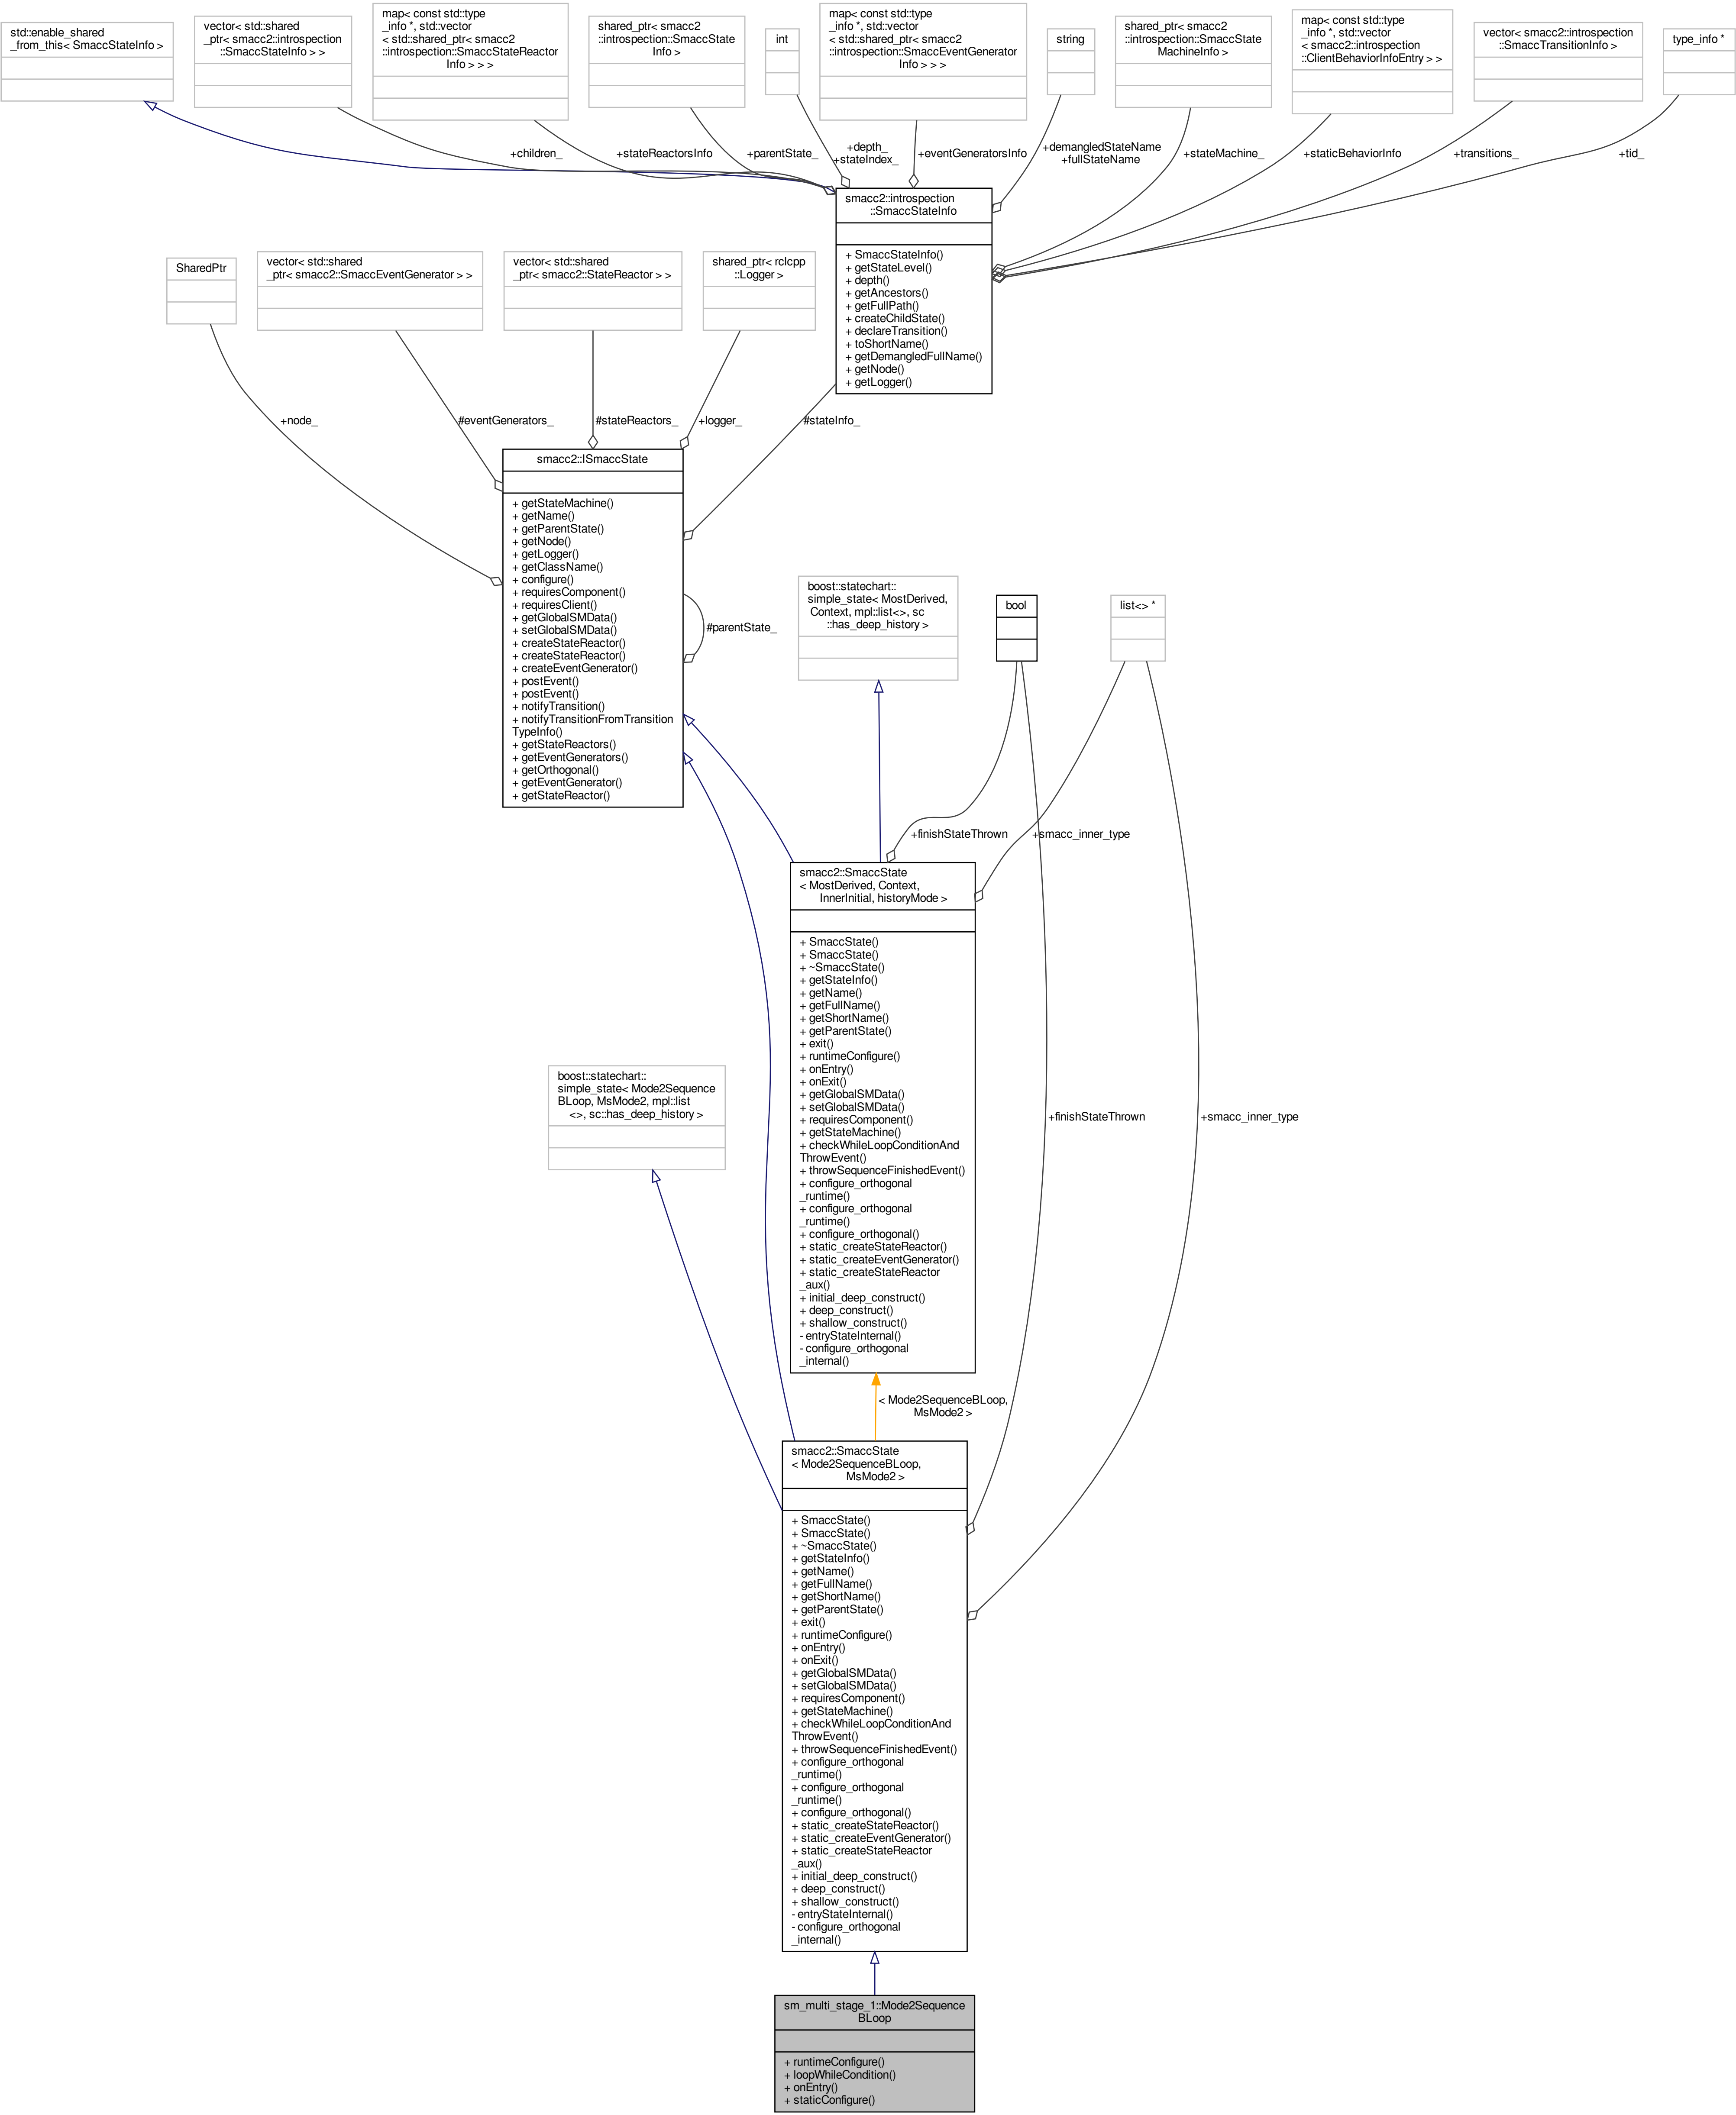 std::enable_shared
_from_this< SmaccStateInfo >
vector< std::shared
_ptr< smacc2::introspection
::SmaccStateInfo > >
map< const std::type
_info *, std::vector
< std::shared_ptr< smacc2
::introspection::SmaccStateReactor
Info > > >
shared_ptr< smacc2
::introspection::SmaccState
Info >
int
map< const std::type
_info *, std::vector
< std::shared_ptr< smacc2
::introspection::SmaccEventGenerator
Info > > >
string
shared_ptr< smacc2
::introspection::SmaccState
MachineInfo >
map< const std::type
_info *, std::vector
< smacc2::introspection
::ClientBehaviorInfoEntry > >
vector< smacc2::introspection
::SmaccTransitionInfo >
type_info *
+children_
+stateReactorsInfo
+parentState_
+depth_
+stateIndex_
+eventGeneratorsInfo
+demangledStateName
+fullStateName
+stateMachine_
+staticBehaviorInfo
+transitions_
+tid_
smacc2::introspection
::SmaccStateInfo
+ SmaccStateInfo()
+ getStateLevel()
+ depth()
+ getAncestors()
+ getFullPath()
+ createChildState()
+ declareTransition()
+ toShortName()
+ getDemangledFullName()
+ getNode()
+ getLogger()
SharedPtr
vector< std::shared
_ptr< smacc2::SmaccEventGenerator > >
vector< std::shared
_ptr< smacc2::StateReactor > >
shared_ptr< rclcpp
::Logger >
+node_
#eventGenerators_
#stateReactors_
+logger_
#stateInfo_
smacc2::ISmaccState
+ getStateMachine()
+ getName()
+ getParentState()
+ getNode()
+ getLogger()
+ getClassName()
+ configure()
+ requiresComponent()
+ requiresClient()
+ getGlobalSMData()
+ setGlobalSMData()
+ createStateReactor()
+ createStateReactor()
+ createEventGenerator()
+ postEvent()
+ postEvent()
+ notifyTransition()
+ notifyTransitionFromTransition
TypeInfo()
+ getStateReactors()
+ getEventGenerators()
+ getOrthogonal()
+ getEventGenerator()
+ getStateReactor()
#parentState_
boost::statechart::
simple_state< MostDerived,
Context, mpl::list<>, sc
::has_deep_history >
bool
list<> *
+finishStateThrown
+smacc_inner_type
smacc2::SmaccState
< MostDerived, Context,
InnerInitial, historyMode >
+ SmaccState()
+ SmaccState()
+ ~SmaccState()
+ getStateInfo()
+ getName()
+ getFullName()
+ getShortName()
+ getParentState()
+ exit()
+ runtimeConfigure()
+ onEntry()
+ onExit()
+ getGlobalSMData()
+ setGlobalSMData()
+ requiresComponent()
+ getStateMachine()
+ checkWhileLoopConditionAnd
ThrowEvent()
+ throwSequenceFinishedEvent()
+ configure_orthogonal
_runtime()
+ configure_orthogonal
_runtime()
+ configure_orthogonal()
+ static_createStateReactor()
+ static_createEventGenerator()
+ static_createStateReactor
_aux()
+ initial_deep_construct()
+ deep_construct()
+ shallow_construct()
- entryStateInternal()
- configure_orthogonal
_internal()
boost::statechart::
simple_state< Mode2Sequence
BLoop, MsMode2, mpl::list
<>, sc::has_deep_history >
+finishStateThrown
+smacc_inner_type
< Mode2SequenceBLoop,
MsMode2 >
smacc2::SmaccState
< Mode2SequenceBLoop,
MsMode2 >
+ SmaccState()
+ SmaccState()
+ ~SmaccState()
+ getStateInfo()
+ getName()
+ getFullName()
+ getShortName()
+ getParentState()
+ exit()
+ runtimeConfigure()
+ onEntry()
+ onExit()
+ getGlobalSMData()
+ setGlobalSMData()
+ requiresComponent()
+ getStateMachine()
+ checkWhileLoopConditionAnd
ThrowEvent()
+ throwSequenceFinishedEvent()
+ configure_orthogonal
_runtime()
+ configure_orthogonal
_runtime()
+ configure_orthogonal()
+ static_createStateReactor()
+ static_createEventGenerator()
+ static_createStateReactor
_aux()
+ initial_deep_construct()
+ deep_construct()
+ shallow_construct()
- entryStateInternal()
- configure_orthogonal
_internal()
sm_multi_stage_1::Mode2Sequence
BLoop
+ runtimeConfigure()
+ loopWhileCondition()
+ onEntry()
+ staticConfigure()